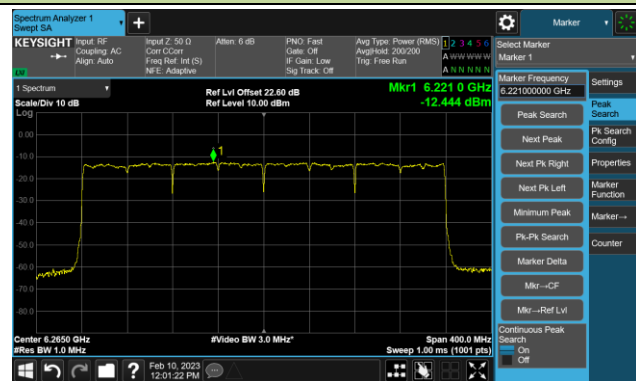 Spectrum Analyzer 1
Swept SA
KEYSIGHT
Input: RF
Coupling: AC
Align: Auto
Input Z: 50 Ω
Corr CCorr
Freq Ref: Int (S)
NFE: Adaptive
Atten: 6 dB
PNO: Fast
Gate: Off
IF Gain: Low
Sig Track: Off
Avg Type: Power (RMS)
Avg|Hold: 200/200
Trig: Free Run
1 2 3 4 5 6
A W W W W W
A N N N N N
LV
1 Spectrum
Scale/Div 10 dB
Log
Ref Lvl Offset 22.60 dB
Ref Level 10.00 dBm
Mkr1 6.221 0 GHz
-12.444 dBm
0.00
-10.0
-20.0
-30.0
-40.0
-50.0
-60.0
-70.0
-80.0
1
Center 6.2650 GHz
#Res BW 1.0 MHz
#Video BW 3.0 MHz*
Span 400.0 MHz
Sweep 1.00 ms (1001 pts)
Feb 10, 2023
12:01:22 PM
Marker
Select Marker
Marker 1
Marker Frequency
6.221000000 GHz
Peak Search
Next Peak
Next Pk Right
Next Pk Left
Minimum Peak
Pk-Pk Search
Marker Delta
Mkr→CF
Mkr→Ref Lvl
Continuous Peak
Search
On
Off
Settings
Peak
Search
Pk Search
Config
Properties
Marker
Function
Marker→
Counter